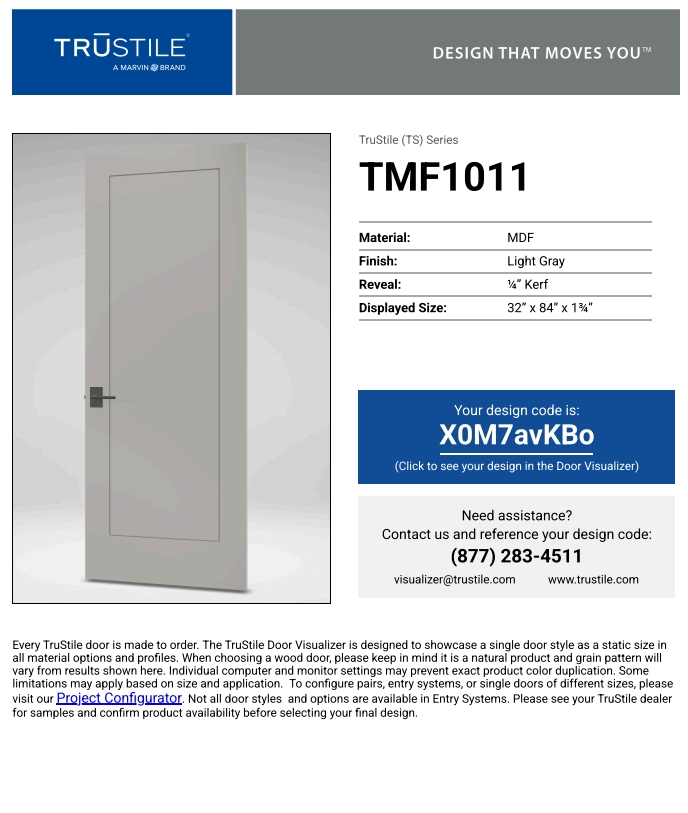 TRŪSTILE®
A MARVIN BRAND
DESIGN THAT MOVES YOU™
TruStile (TS) Series
TMF1011
Material: MDF
Finish: Light Gray
Reveal: ¼” Kerf
Displayed Size: 32” x 84” x 1¾”
Your design code is:
X0M7avKBo
(Click to see your design in the Door Visualizer)
Need assistance?
Contact us and reference your design code:
(877) 283-4511
visualizer@trustile.com www.trustile.com
Every TruStile door is made to order. The TruStile Door Visualizer is designed to showcase a single door style as a static size in
all material options and profiles. When choosing a wood door, please keep in mind it is a natural product and grain pattern will
vary from results shown here. Individual computer and monitor settings may prevent exact product color duplication. Some
limitations may apply based on size and application.  To configure pairs, entry systems, or single doors of different sizes, please
visit our Project Configurator. Not all door styles  and options are available in Entry Systems. Please see your TruStile dealer
for samples and confirm product availability before selecting your final design.